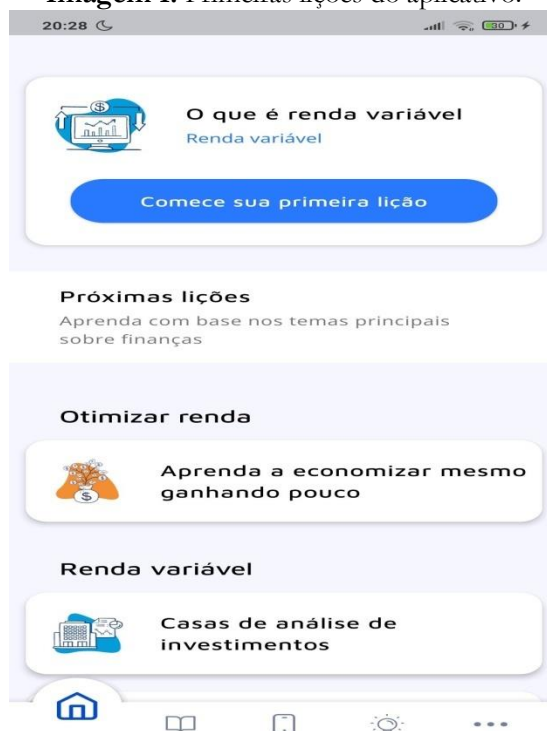 Imagem 1. Primeiras lições do aplicativo.
20:28
30
O que é renda variável
Renda variável
Comece sua primeira lição
Próximas lições
Aprenda com base nos temas principais
sobre finanças
Otimizar renda
$
Aprenda a economizar mesmo
ganhando pouco
Renda variável
Casas de análise de
investimentos